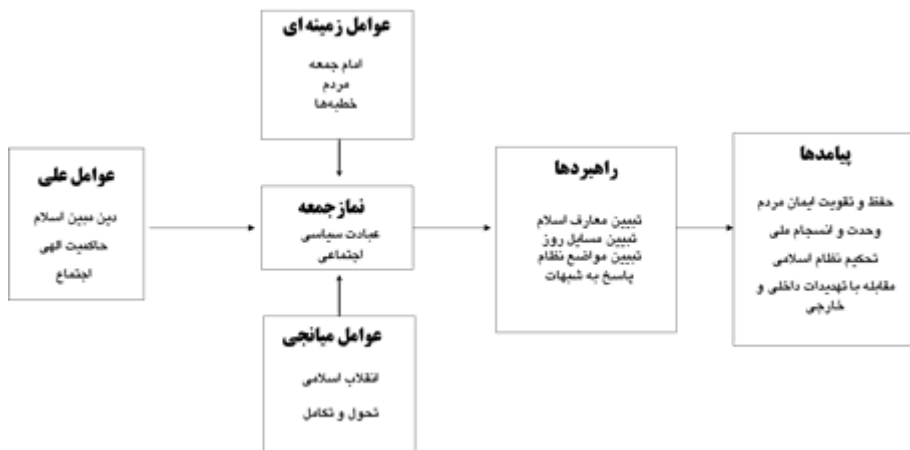 عوامل زمینه‌ای
امام جمعه
مردم
خطبه‌ها
عوامل علی
دین مبین اسلام
حاکمیت الهی
اجتماع
نماز جمعه
عبادت سیاسی
اجتماعی
عوامل میانجی
انقلاب اسلامی
تحول و تکامل
راهبردها
تبیین معارف اسلام
تبیین مسایل روز
تبیین مواضع نظام
پاسخ به شبهات
پیامدها
حفظ و تقویت ایمان مردم
وحدت و انسجام ملی
تحکیم نظام اسلامی
مقابله با تهدیدات داخلی و
خارجی